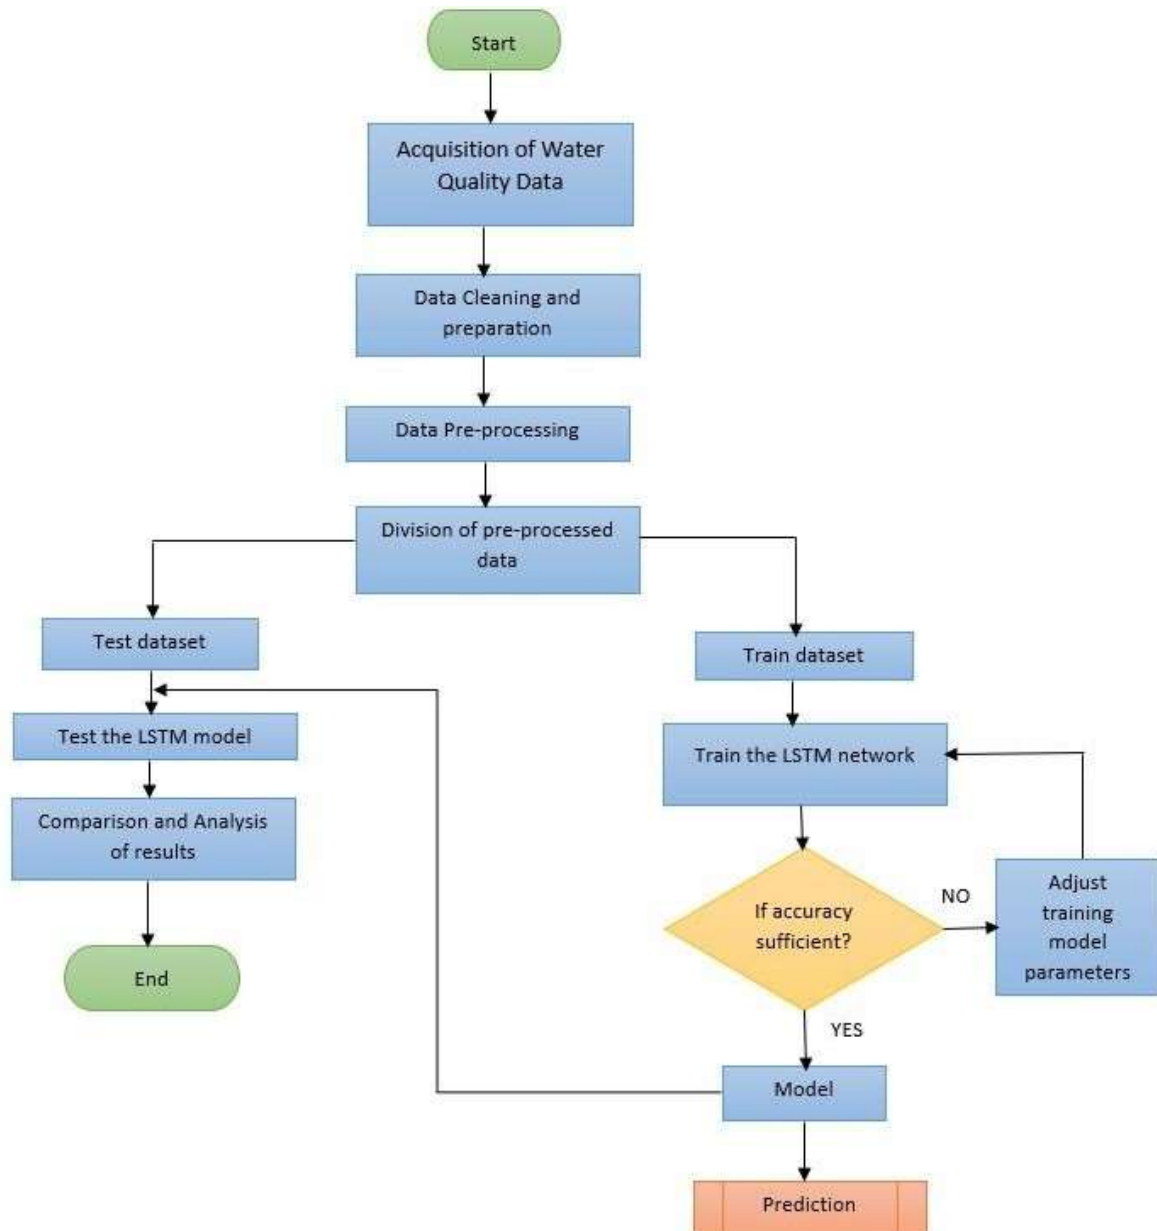 Start
Acquisition of Water
Quality Data
Data Cleaning and
preparation
Data Pre-processing
Division of pre-processed
data
Test dataset
Train dataset
Test the LSTM model
Train the LSTM network
Comparison and Analysis
of results
If accuracy
sufficient?
NO
Adjust
training
model
parameters
End
YES
Model
Prediction